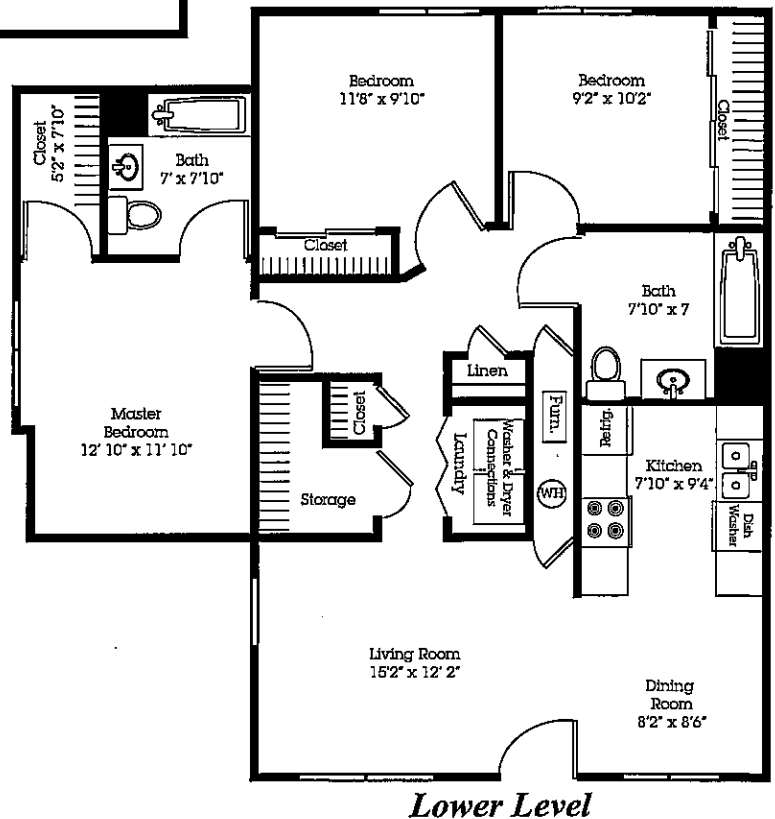 Bedroom
11'8" x 9'10"
Bedroom
9'2" x 10'2"
Closet
Closet
5'2" x 7'10"
Bath
7' x 7'10"
Closet
Bath
7'10" x 7
Linen
Master
Bedroom
12' 10" x 11' 10"
Closet
Storage
Laundry
Washer & Dryer
Connections
Furn.
WH
Refrig.
Kitchen
7'10" x 9'4"
Dish
Washer
Living Room
15'2" x 12' 2"
Dining
Room
8'2" x 8'6"
Lower Level